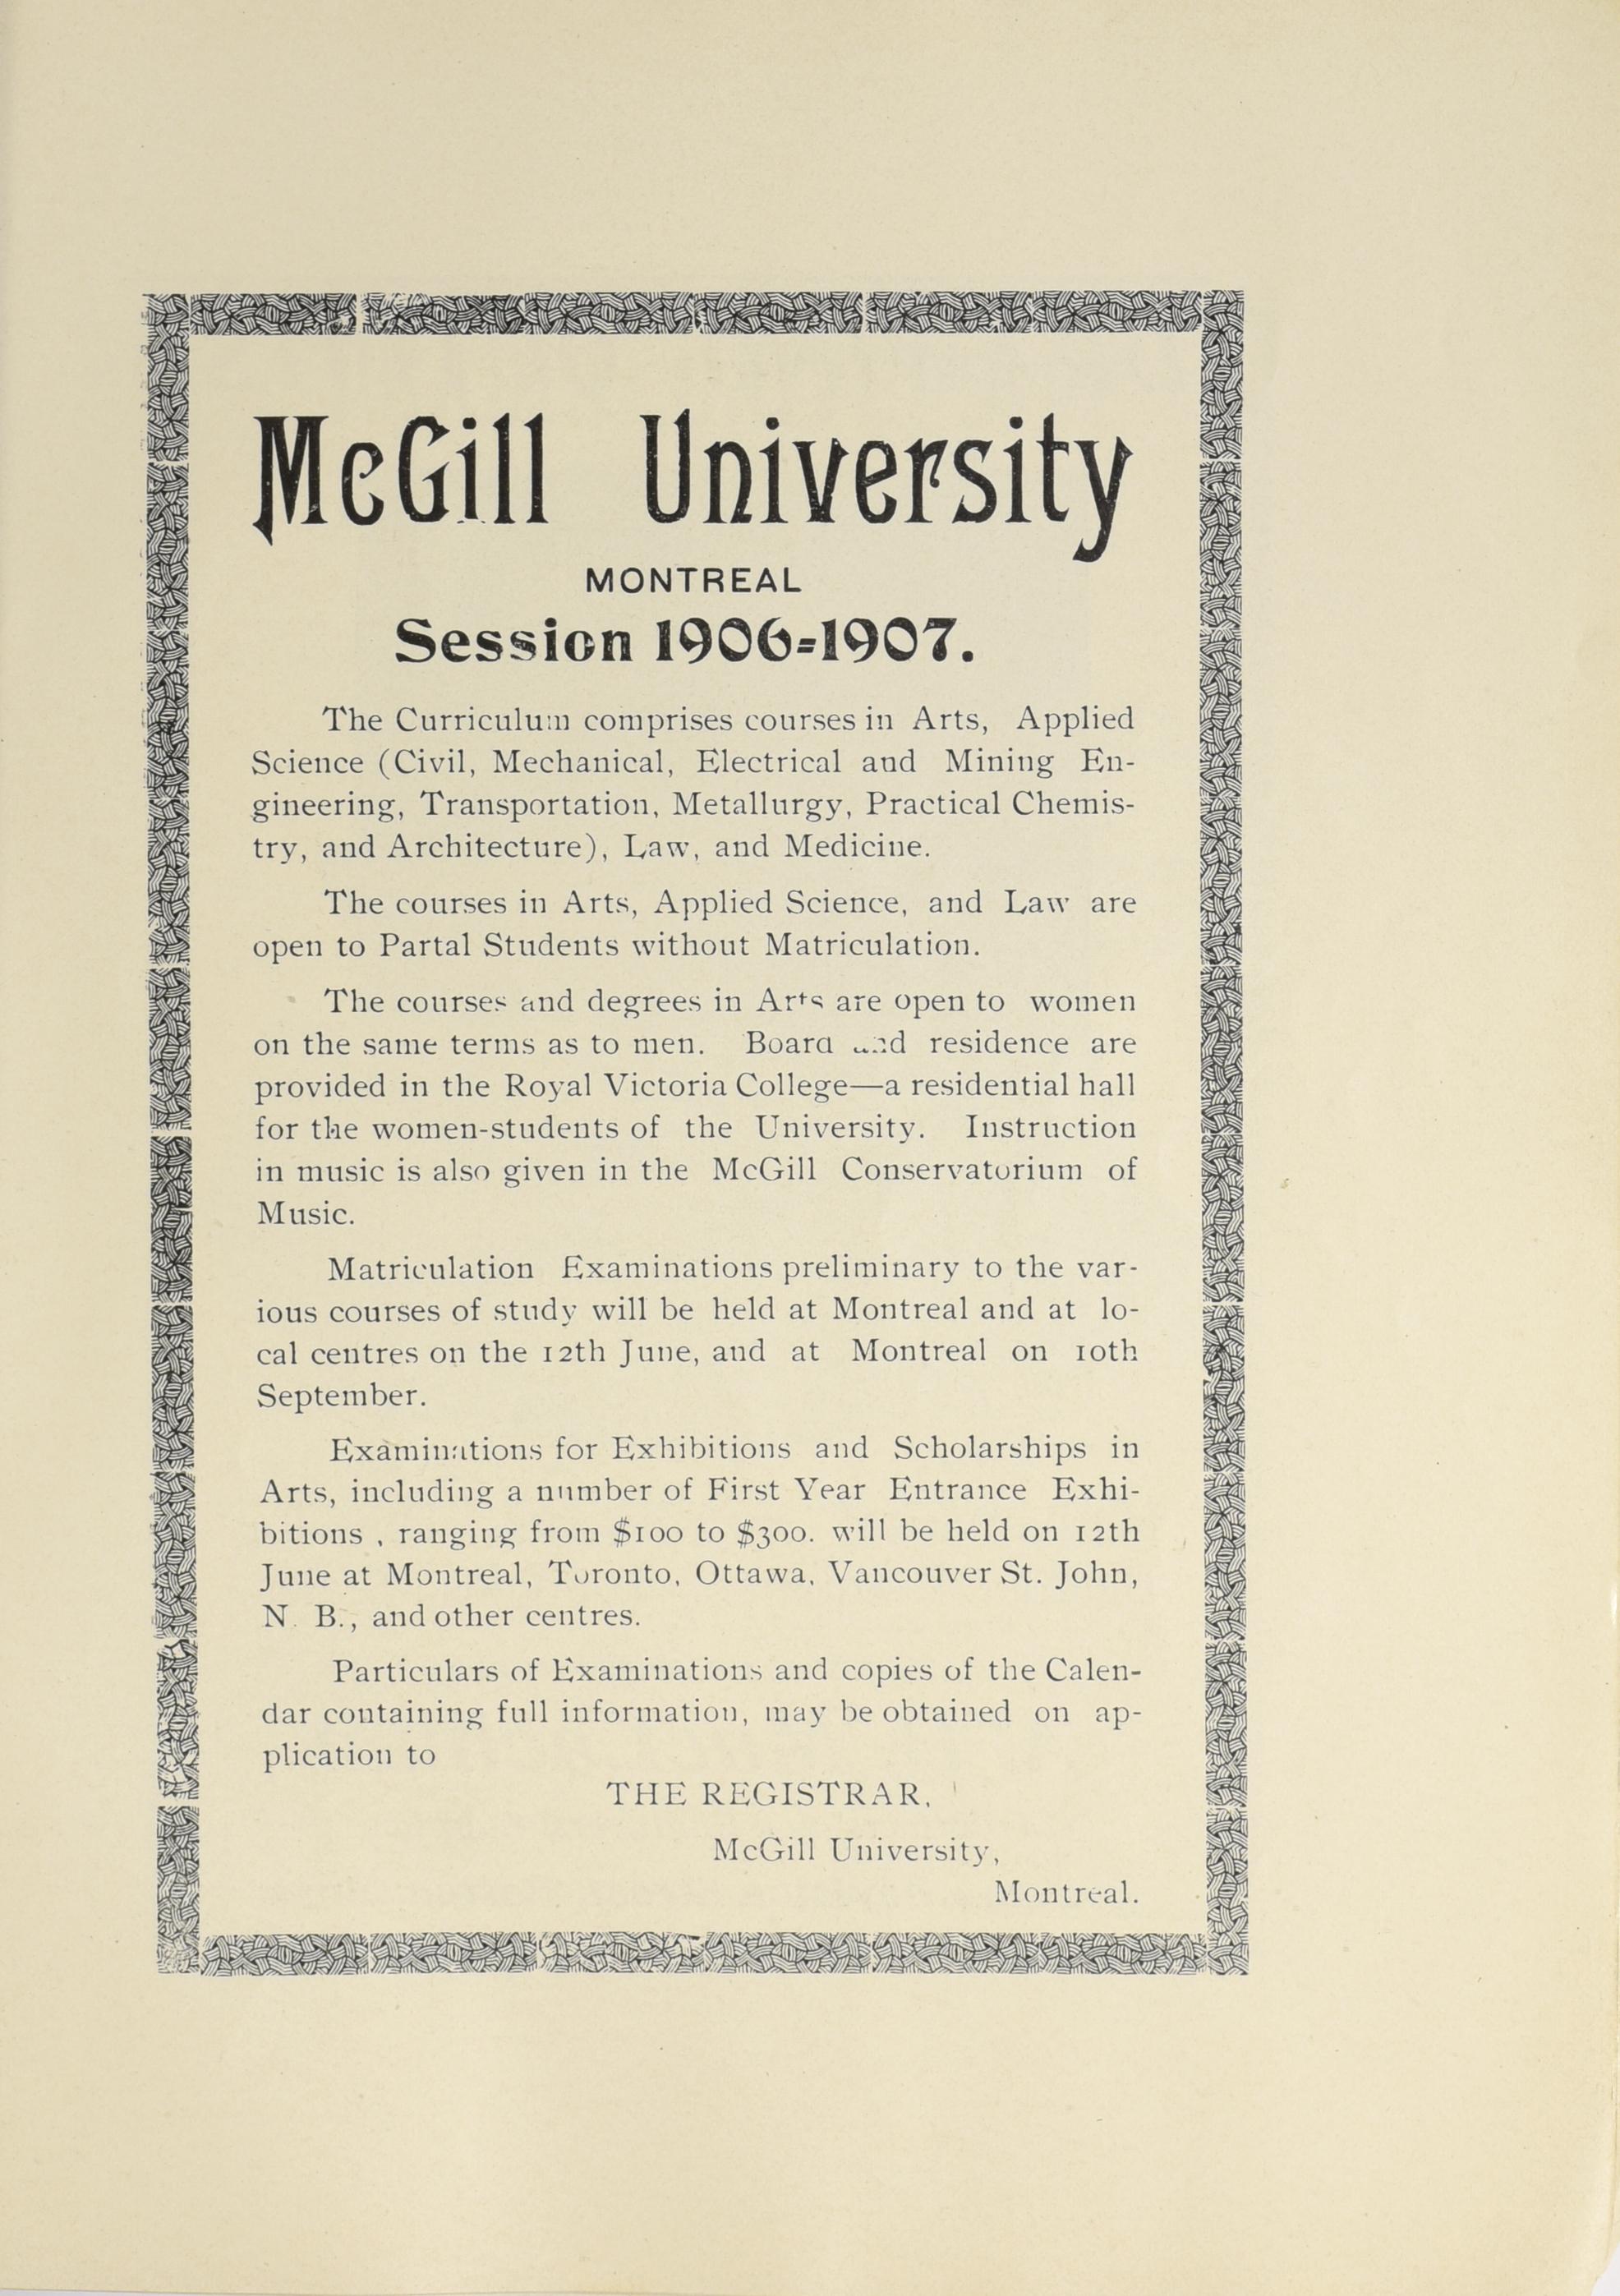 McGill University
MONTREAL
Session 1906-1907.
The Curriculum comprises courses in Arts, Applied
Science (Civil, Mechanical, Electrical and Mining En-
gineering, Transportation, Metallurgy, Practical Chemis-
try, and Architecture), Law, and Medicine.
The courses in Arts, Applied Science, and Law are
open to Partal Students without Matriculation.
The courses and degrees in Arts are open to women
on the same terms as to men. Board and residence are
provided in the Royal Victoria College—a residential hall
for the women-students of the University. Instruction
in music is also given in the McGill Conservatorium of
Music.
Matriculation Examinations preliminary to the var-
ious courses of study will be held at Montreal and at lo-
cal centres on the 12th June, and at Montreal on 10th
September.
Examinations for Exhibitions and Scholarships in
Arts, including a number of First Year Entrance Exhi-
bitions , ranging from $100 to $300. will be held on 12th
June at Montreal, Toronto, Ottawa, Vancouver St. John,
N. B., and other centres.
Particulars of Examinations and copies of the Calen-
dar containing full information, may be obtained on ap-
plication to
THE REGISTRAR,
McGill University,
Montreal.